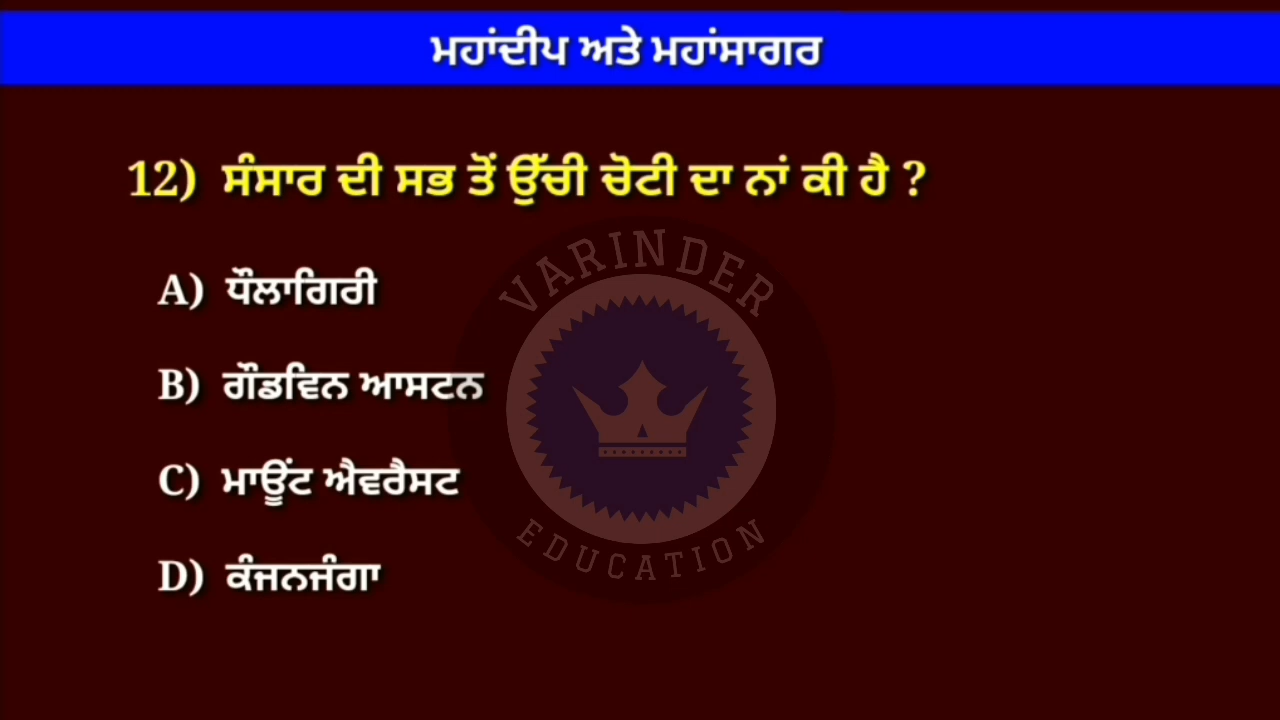 ਮਹਾਂਦੀਪ ਅਤੇ ਮਹਾਂਸਾਗਰ
12) ਸੰਸਾਰ ਦੀ ਸਭ ਤੋਂ ਉੱਚੀ ਚੋਟੀ ਦਾ ਨਾਂ ਕੀ ਹੈ ?
VARINDER
A) ਧੌਲਾਗਿਰੀ
B) ਗੌਡਵਿਨ ਆਸਟਨ
C) ਮਾਊਂਟ ਐਵਰੈਸਟ
EDUCATION
D) ਕੰਜਨਜੰਗਾ